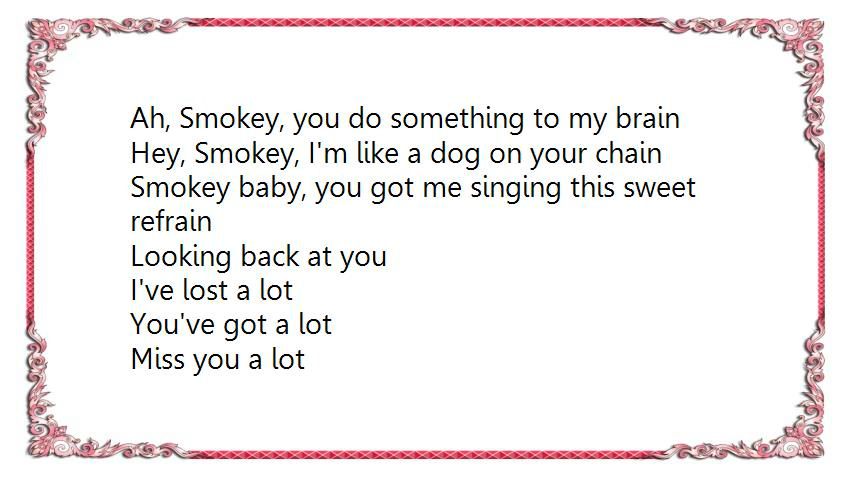 Ah, Smokey, you do something to my brain
Hey, Smokey, I'm like a dog on your chain
Smokey baby, you got me singing this sweet
refrain
Looking back at you
I've lost a lot
You've got a lot
Miss you a lot